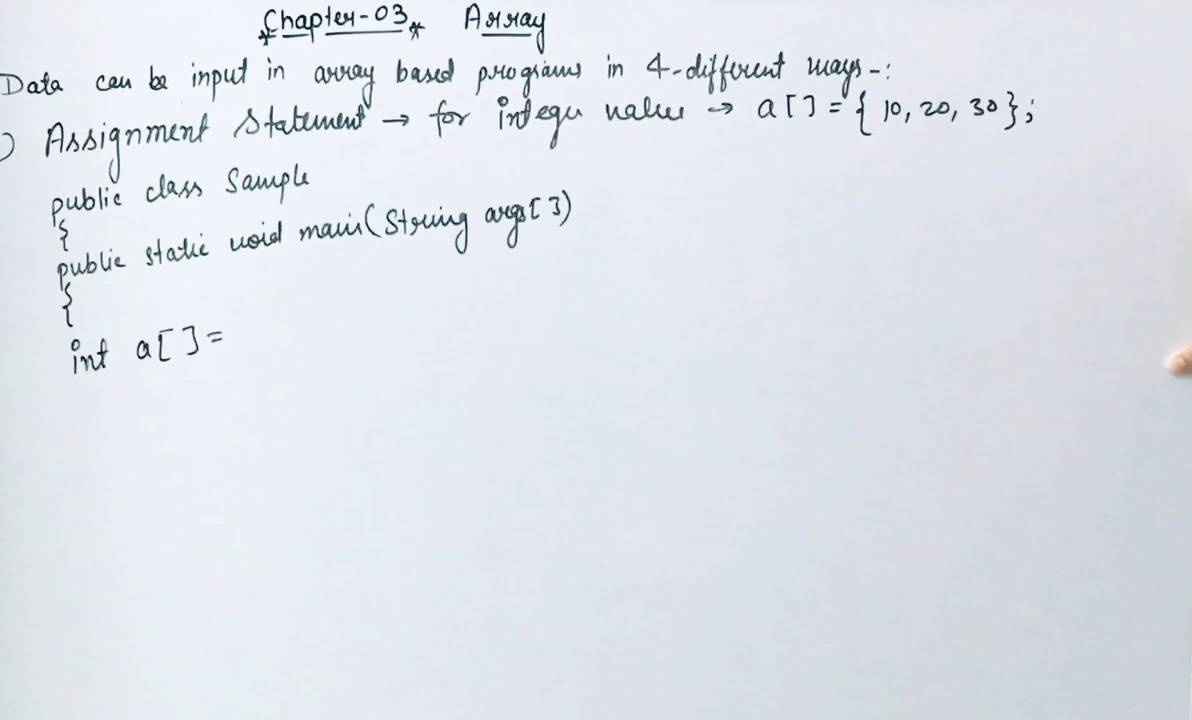 *Chapter-03* Array
Data can be input in array based programs in 4-different ways-:
) Assignment Statement → for integer value → a[] = {10, 20, 30};
public class Sample
{
public static void main(String args[])
{
int a[]=